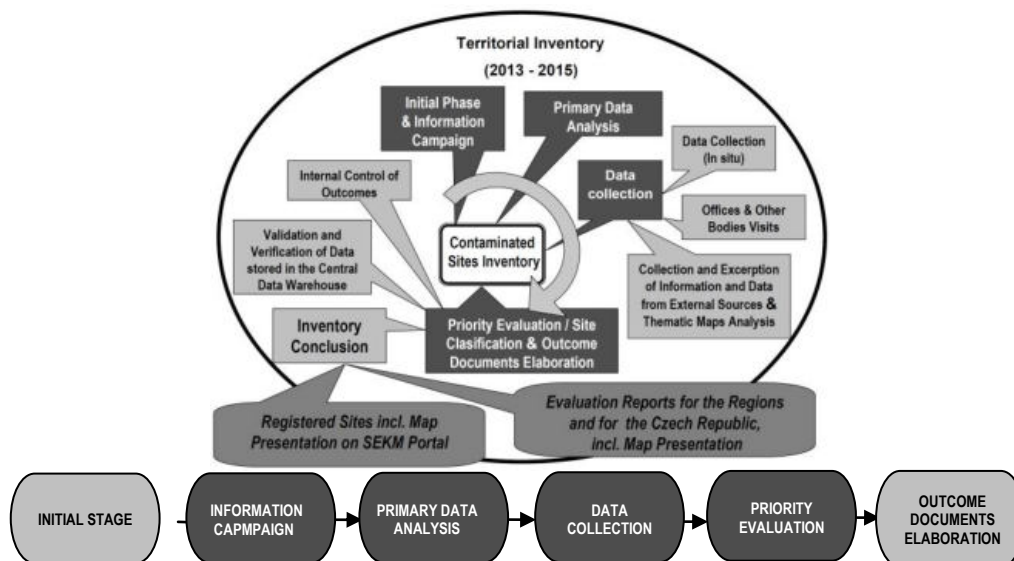 Territorial Inventory
(2013 - 2015)
Initial Phase
& Information
Campaign
Primary Data
Analysis
Data Collection
(In situ)
Internal Control of
Outcomes
Data
collection
Offices & Other
Bodies Visits
Validation and
Verification of Data
stored in the Central
Data Warehouse
Contaminated
Sites Inventory
Collection and Excerption
of Information and Data
from External Sources &
Thematic Maps Analysis
Inventory
Conclusion
Priority Evaluation / Site
Classification & Outcome
Documents Elaboration
Registered Sites incl. Map
Presentation on SEKM Portal
Evaluation Reports for the Regions
and for the Czech Republic,
incl. Map Presentation
INITIAL STAGE
INFORMATION
CAPMPAIGN
PRIMARY DATA
ANALYSIS
DATA
COLLECTION
PRIORITY
EVALUATION
OUTCOME
DOCUMENTS
ELABORATION